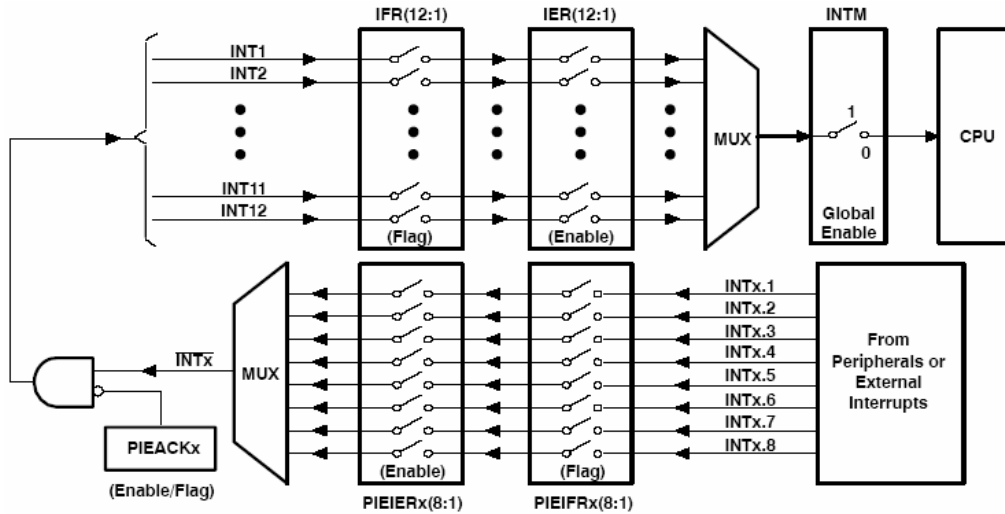 IFR(12:1)
IER(12:1)
INTM
INT1
INT2
1
MUX
CPU
0
INT11
INT12
(Flag)
(Enable)
Global
Enable
INTx.1
INTx.2
INTx.3
INTx.4
INTx.5
INTx.6
INTx.7
INTx.8
From
Peripherals or
External
Interrupts
INTx
MUX
PIEACKx
(Enable/Flag)
(Enable)
(Flag)
PIEIERx(8:1)
PIEIFRx(8:1)